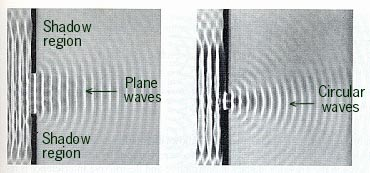 Shadow
region
Plane
waves
Shadow
region
Circular
waves